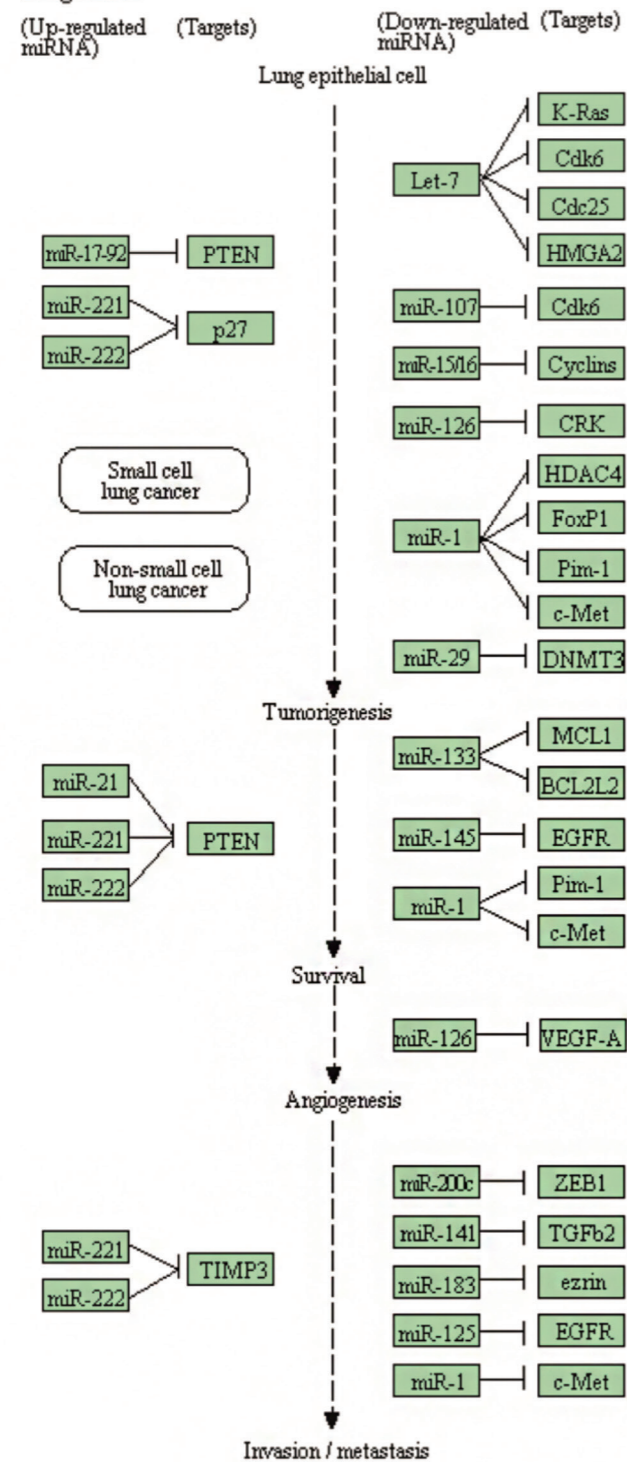 (Up-regulated (Targets)
miRNA)
(Down-regulated (Targets)
miRNA)
Lung epithelial cell
K-Ras
Let-7
Cdk6
Cdc25
HMGA2
miR-17-92
PTEN
miR-221
miR-222
p27
miR-107
Cdk6
miR-15/16
Cyclins
miR-126
CRK
Small cell
lung cancer
Non-small cell
lung cancer
miR-1
HDAC4
FoxP1
Pim-1
c-Met
miR-29
DNMT3
Tumorigenesis
miR-133
MCL1
BCL2L2
miR-21
miR-221
miR-222
PTEN
miR-145
EGFR
miR-1
Pim-1
c-Met
Survival
miR-126
VEGF-A
Angiogenesis
miR-200c
ZEB1
miR-141
TGFb2
miR-221
miR-222
TIMP3
miR-183
ezrin
miR-125
EGFR
miR-1
c-Met
Invasion / metastasis